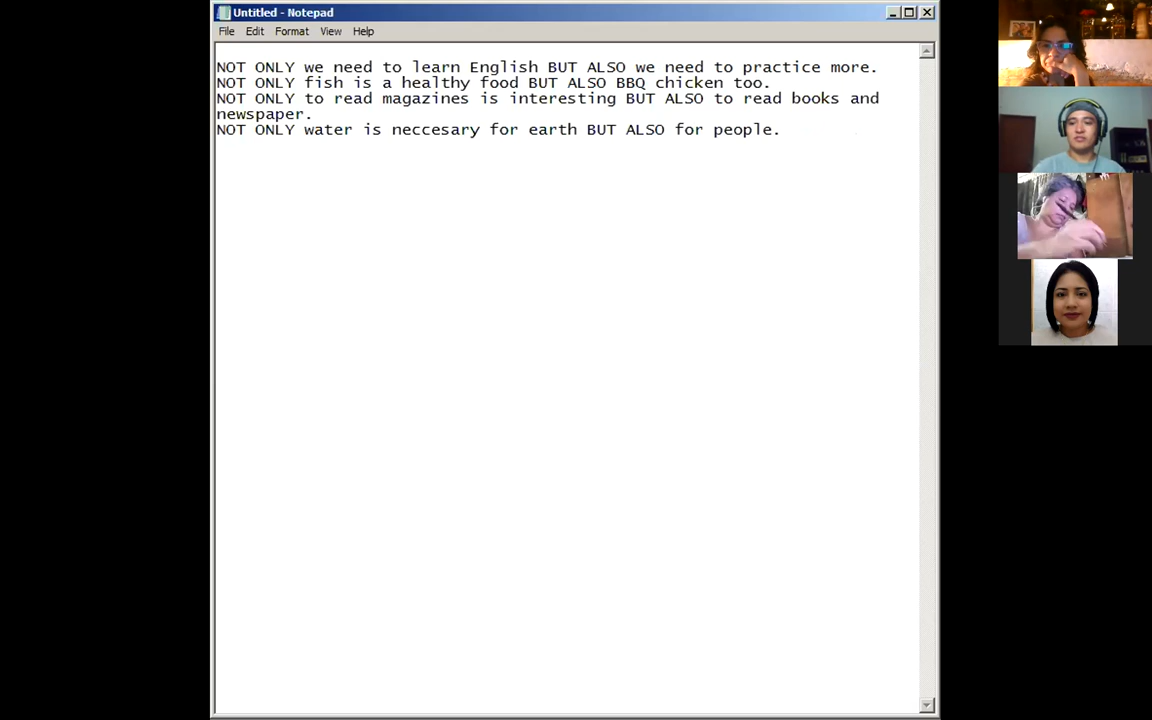 Untitled - Notepad
File Edit Format View Help
NOT ONLY we need to learn English BUT ALSO we need to practice more.
NOT ONLY fish is a healthy food BUT ALSO BBQ chicken too.
NOT ONLY to read magazines is interesting BUT ALSO to read books and
newspaper.
NOT ONLY water is neccesary for earth BUT ALSO for people.